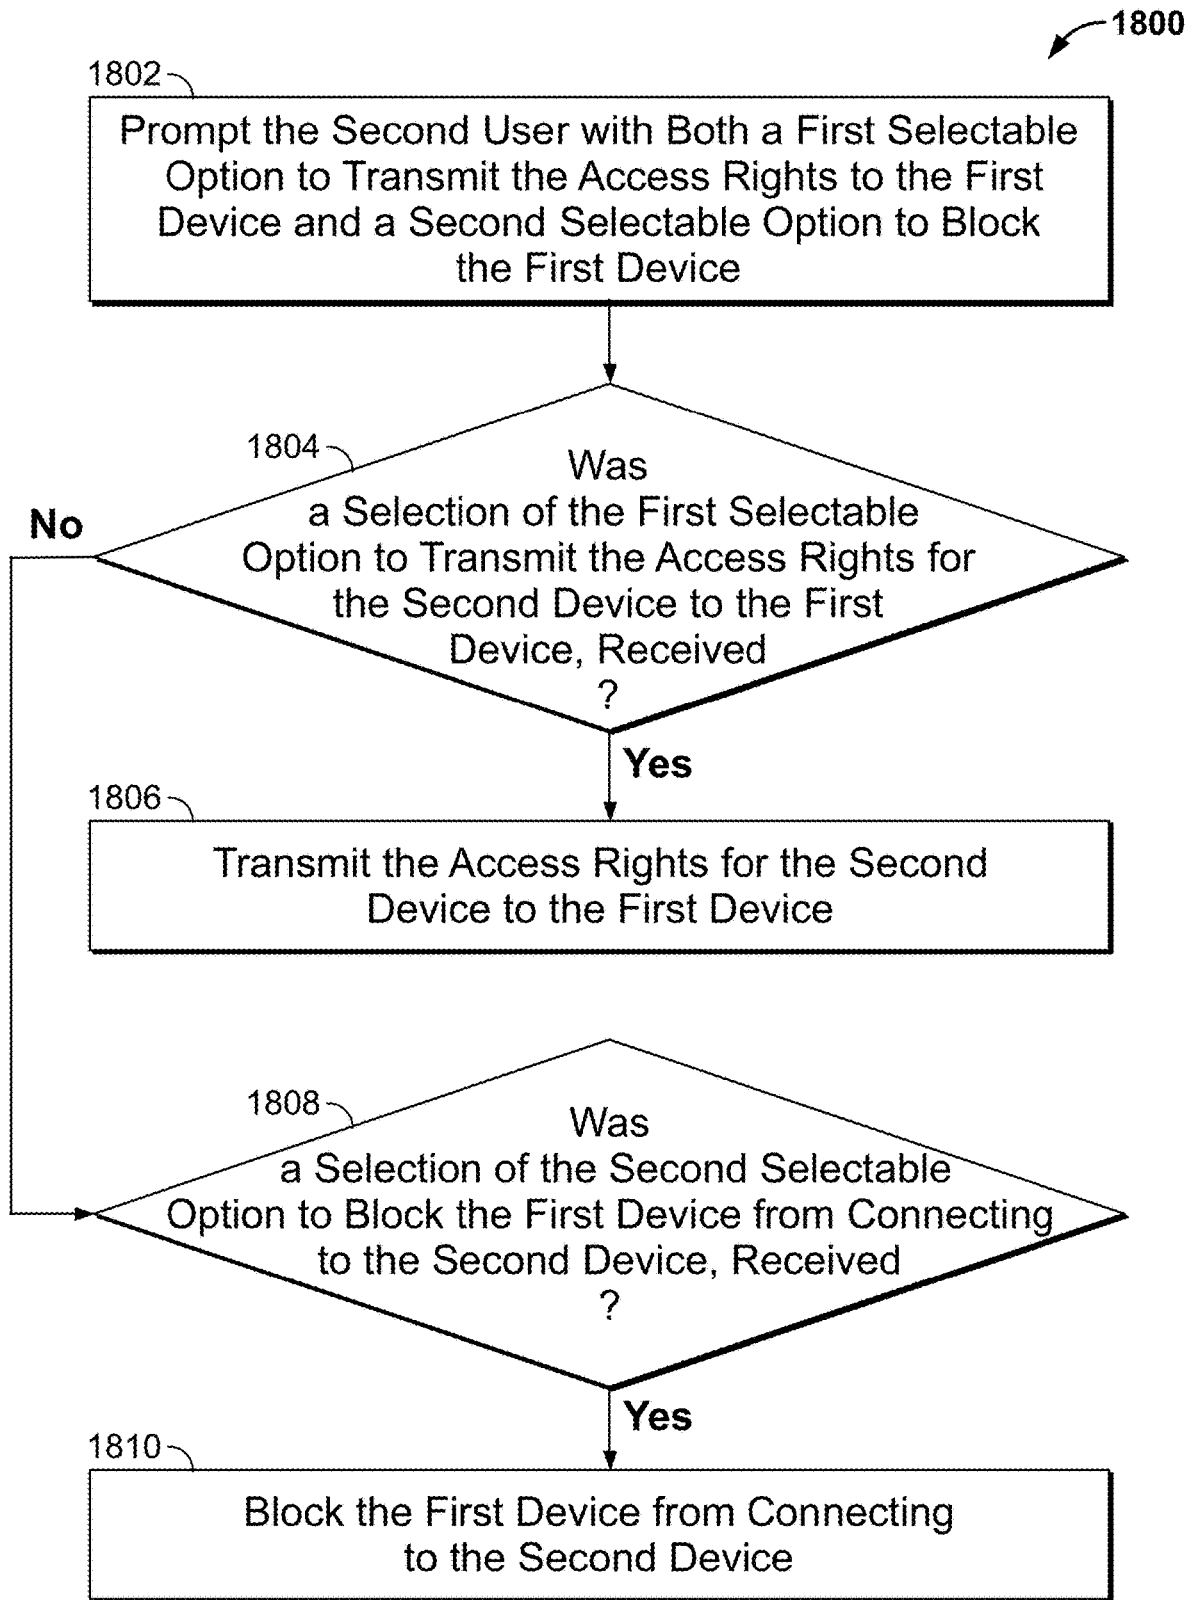 1800
1802
Prompt the Second User with Both a First Selectable
Option to Transmit the Access Rights to the First
Device and a Second Selectable Option to Block
the First Device
1804
Was
a Selection of the First Selectable
Option to Transmit the Access Rights for
the Second Device to the First
Device, Received
?
No
Yes
1806
Transmit the Access Rights for the Second
Device to the First Device
1808
Was
a Selection of the Second Selectable
Option to Block the First Device from Connecting
to the Second Device, Received
?
Yes
1810
Block the First Device from Connecting
to the Second Device